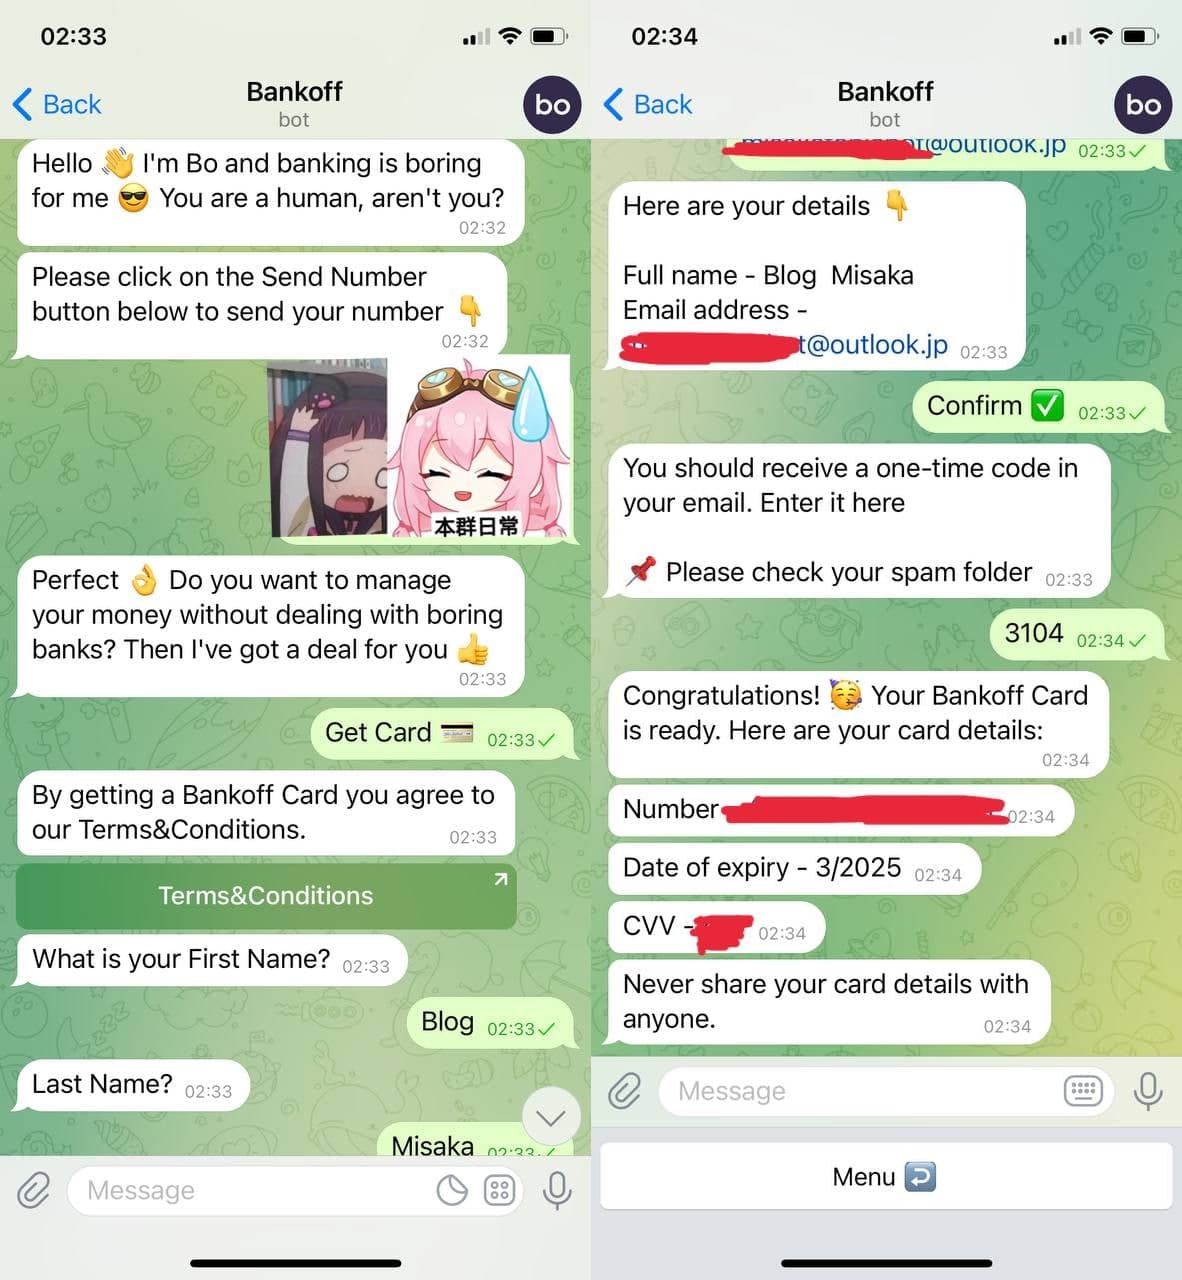 02:33
Back
Bankoff
bot
bo
Hello 👋 I'm Bo and banking is boring
for me 😎 You are a human, aren't you?
02:32
Please click on the Send Number
button below to send your number 👇
02:32
本群日常
Perfect 👌 Do you want to manage
your money without dealing with boring
banks? Then I've got a deal for you 👍
02:33
Get Card 💳 02:33
By getting a Bankoff Card you agree to
our Terms&Conditions.
02:33
Terms&Conditions
What is your First Name? 02:33
Blog 02:33
Last Name? 02:33
Misaka 02:33
Message
02:34
Back
Bankoff
bot
bo
@outlook.jp 02:33
Here are your details 👇
Full name - Blog Misaka
Email address -
t@outlook.jp 02:33
Confirm ✅ 02:33
You should receive a one-time code in
your email. Enter it here
📌 Please check your spam folder 02:33
3104 02:34
Congratulations! 🥳 Your Bankoff Card
is ready. Here are your card details:
02:34
Number 02:34
Date of expiry - 3/2025 02:34
CVV - 02:34
Never share your card details with
anyone.
02:34
Message
Menu ↩️